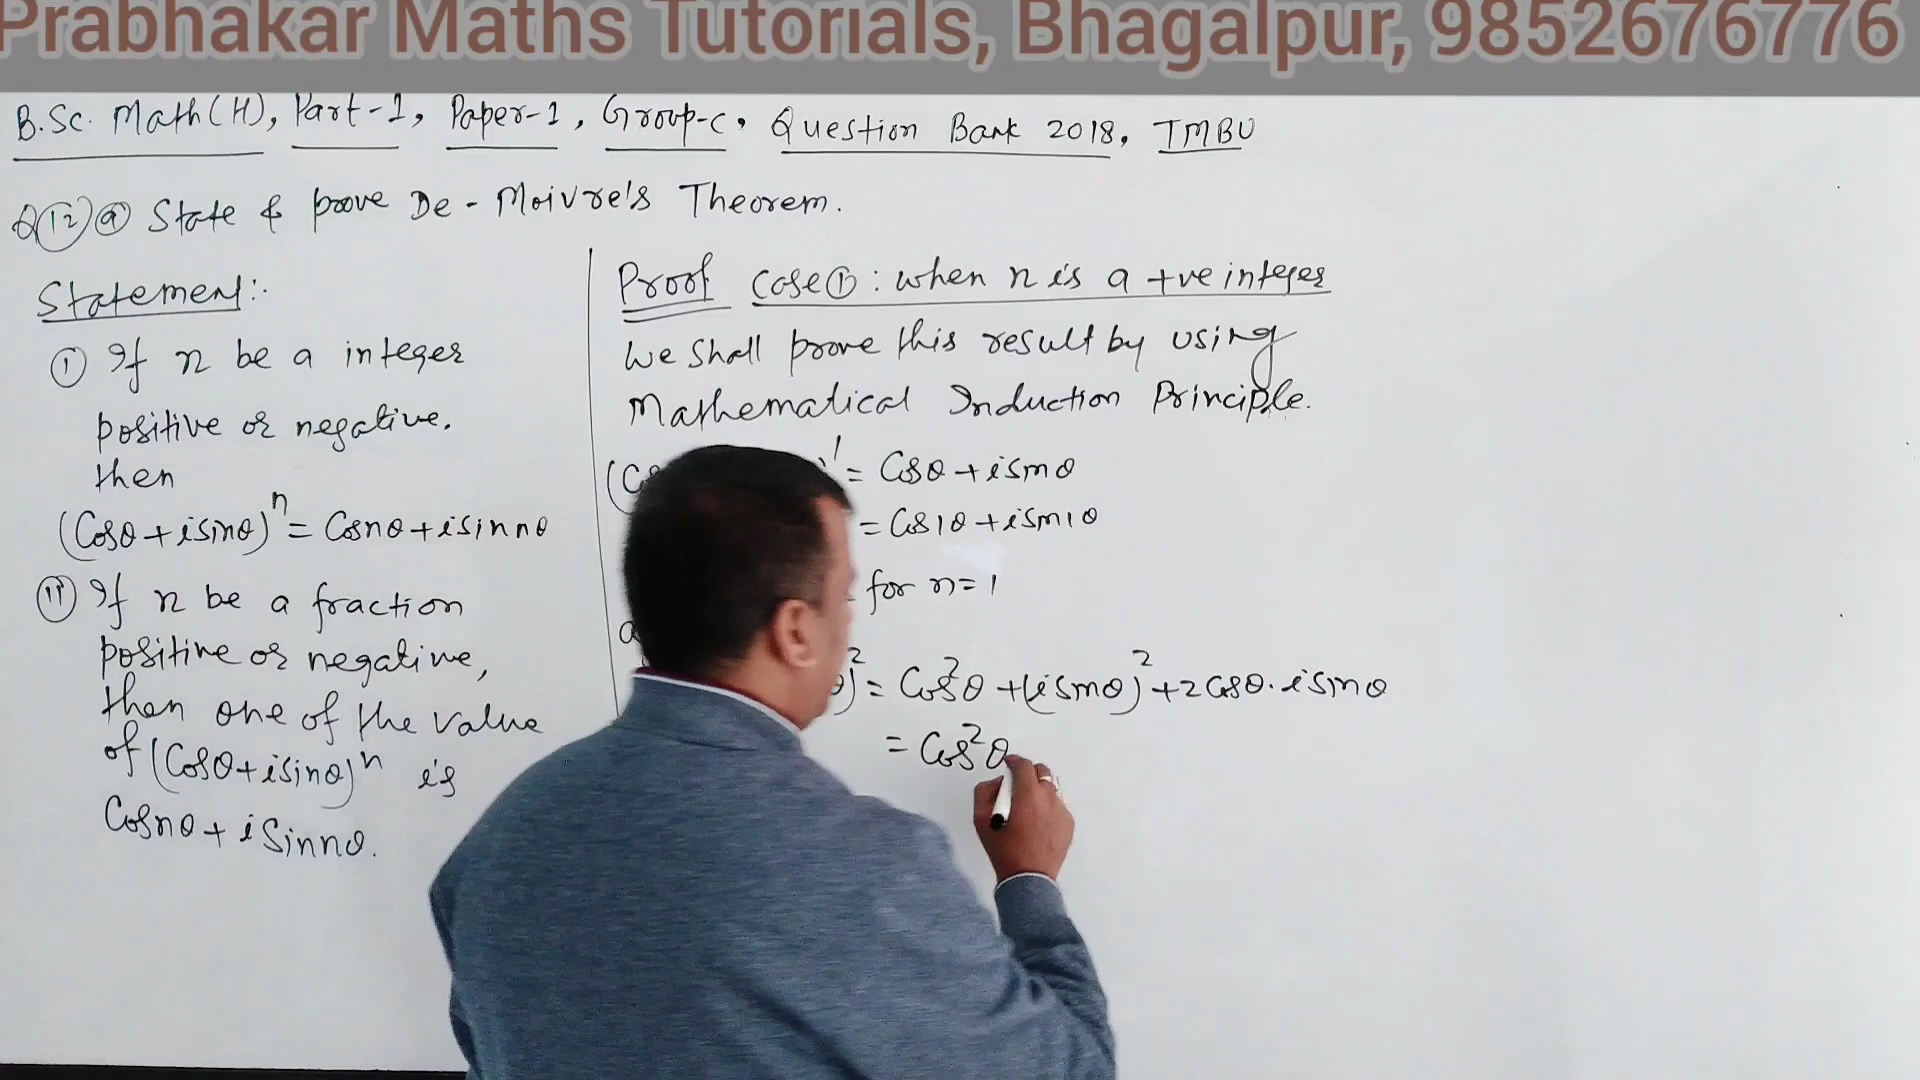 Prabhakar Maths Tutorials, Bhagalpur, 9852676776
B.Sc. Math(H), Part-1, Paper-1, Group-C, Question Bank 2018, TMBU
Q(12)(a) State & prove De-Moivre's Theorem.
Statement:-
(i) If n be a integer
positive or negative.
then
(Cosθ+isinθ)^n = Cosnθ+isinnθ
(ii) If n be a fraction
positive or negative,
then one of the value
of (Cosθ+isinθ)^n is
Cosnθ + i Sinnθ.
Proof Case(1): when n is a +ve integer
We shall prove this result by using
Mathematical Induction Principle.
= Cosθ+isinθ
= Cos1θ+isin1θ
for n=1
= Cos²θ+(isinθ)²+2Cosθ.isinθ
= Cos²θ